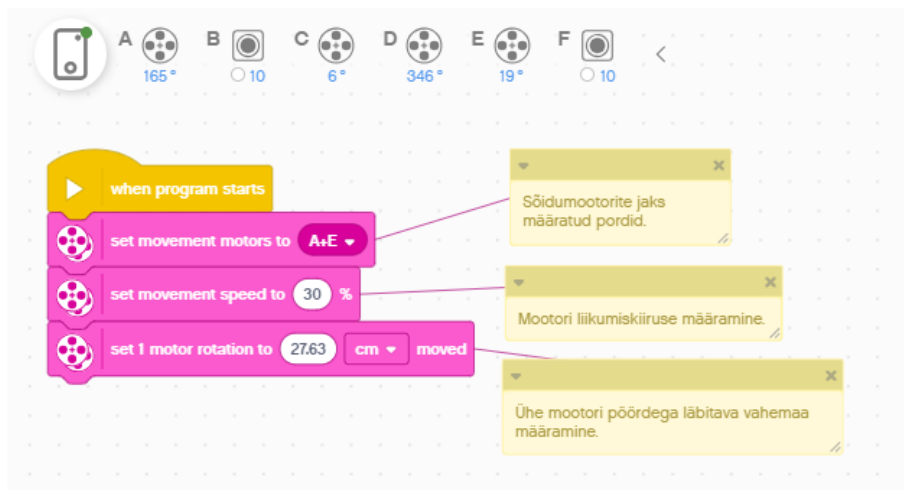 A B C D E F
165° 10 6° 346° 19° 10
when program starts
set movement motors to A+E
set movement speed to 30 %
set 1 motor rotation to 27.63 cm moved
Sõidumootorite jaks
määratud pordid.
Mootori liikumiskiiruse määramine.
Ühe mootori pöördega läbitava vahemaa
määramine.